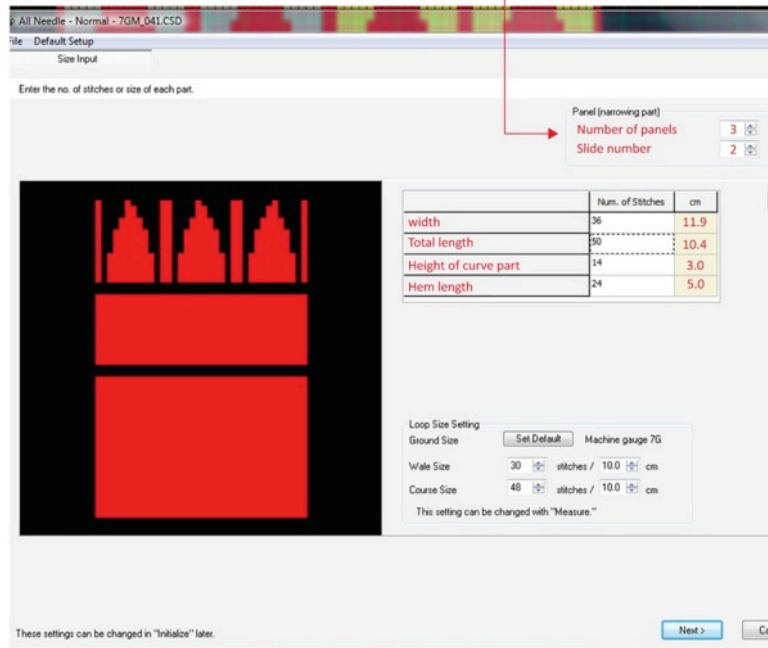 All Needle - Normal - 7GM_041.CSD
File Default Setup
Size Input
Enter the no. of stitches or size of each part.
Panel (narrowing part)
Number of panels 3
Slide number 2
Num. of Stitches cm
width 36 11.9
Total length 50 10.4
Height of curve part 14 3.0
Hem length 24 5.0
Loop Size Setting
Ground Size Set Default Machine gauge 7G
Wale Size 30 stitches / 10.0 cm
Course Size 48 stitches / 10.0 cm
This setting can be changed with "Measure."
These settings can be changed in "Initialize" later.
Next >